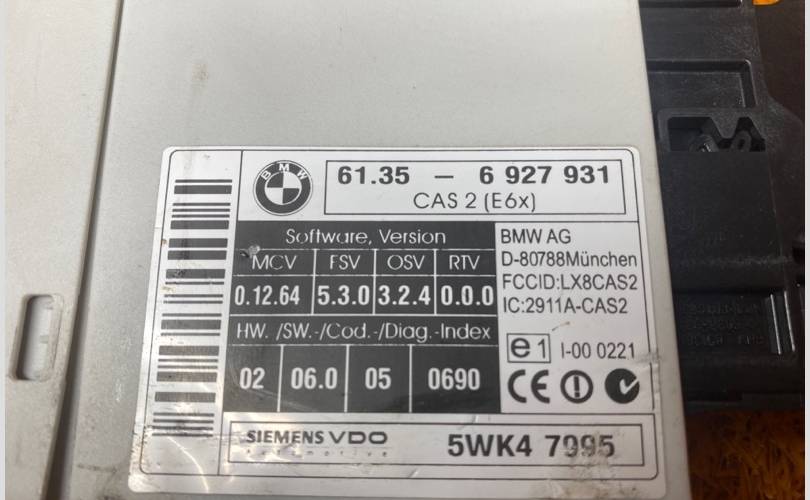 BMW
61.35 – 6 927 931
CAS 2 (E6x)
Software, Version
MCV FSV OSV RTV
0.12.64 5.3.0 3.2.4 0.0.0
HW. /SW.-/Cod.-/Diag.-Index
02 06.0 05 0690
BMW AG
D-80788München
FCCID:LX8CAS2
IC:2911A-CAS2
e1 I-00 0221
CE
SIEMENS VDO
Automotive
5WK4 7995